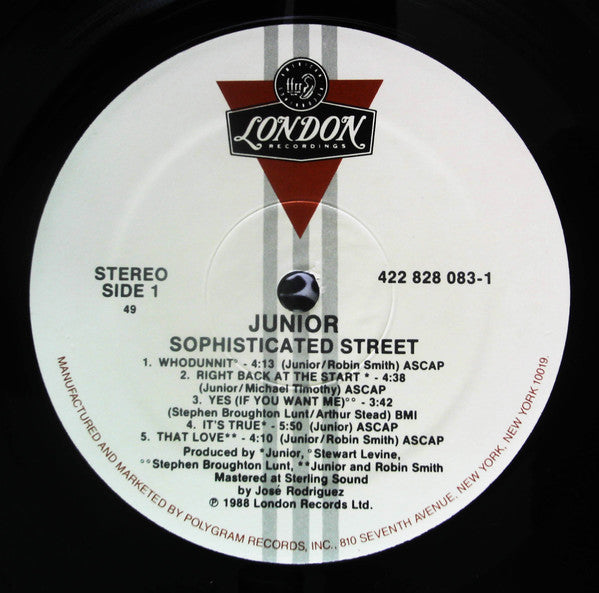 AMERICAN
ffrr
LONDON
RECORDINGS
STEREO
SIDE 1
49
422 828 083-1
JUNIOR
SOPHISTICATED STREET
1. WHODUNNIT° - 4:13 (Junior/Robin Smith) ASCAP
2. RIGHT BACK AT THE START * - 4:38
(Junior/Michael Timothy) ASCAP
3. YES (IF YOU WANT ME)°° - 3:42
(Stephen Broughton Lunt/Arthur Stead) BMI
4. IT'S TRUE* - 5:50 (Junior) ASCAP
5. THAT LOVE** - 4:10 (Junior/Robin Smith) ASCAP
Produced by *Junior, °Stewart Levine,
°°Stephen Broughton Lunt, **Junior and Robin Smith
Mastered at Sterling Sound
by José Rodriguez
℗ 1988 London Records Ltd.
MANUFACTURED AND MARKETED BY POLYGRAM RECORDS, INC., 810 SEVENTH AVENUE, NEW YORK, NEW YORK 10019.